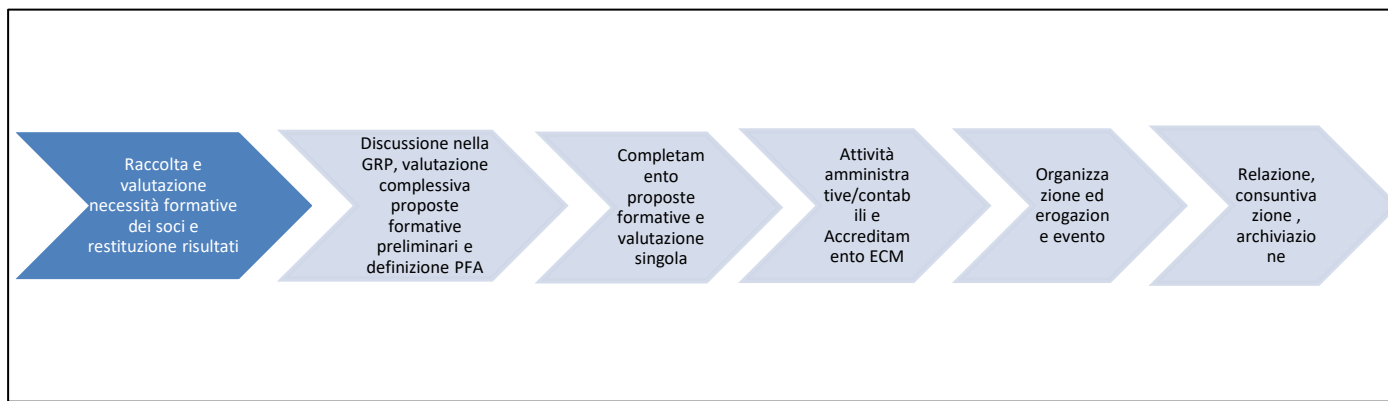 Raccolta e
valutazione
necessità formative
dei soci e
restituzione risultati
Discussione nella
GRP, valutazione
complessiva
proposte
formative
preliminari e
definizione PFA
Completam
ento
proposte
formative e
valutazione
singola
Attività
amministra
tive/contab
ili e
Accreditam
ento ECM
Organizza
zione ed
erogazion
e evento
Relazione,
consuntiva
zione ,
archiviazio
ne